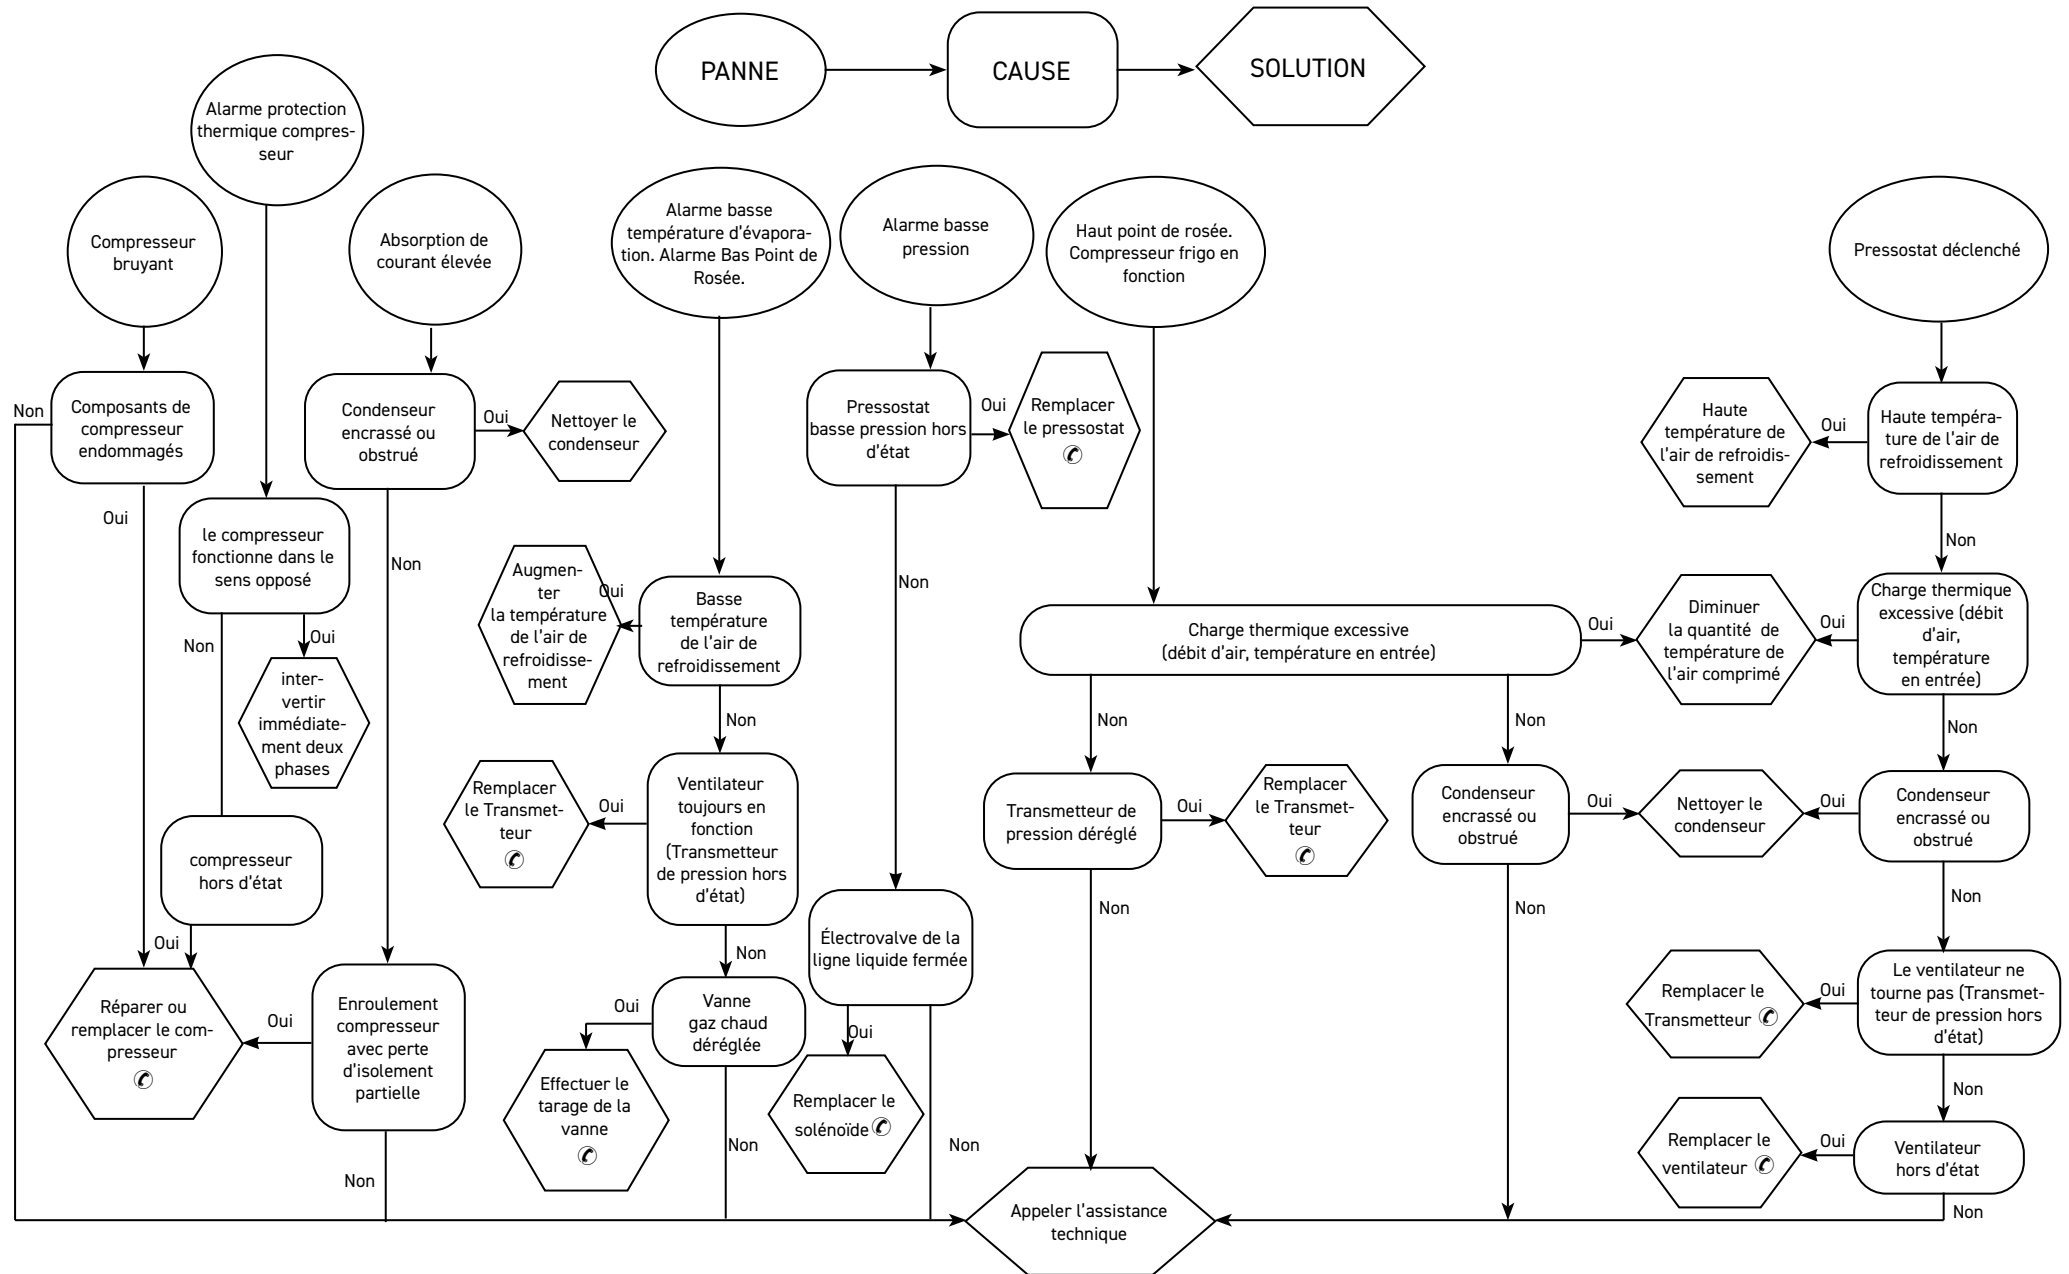 PANNE
CAUSE
SOLUTION
Alarme protection
thermique compres-
seur
Compresseur
bruyant
Absorption de
courant élevée
Alarme basse
température d'évapora-
tion. Alarme Bas Point de
Rosée.
Alarme basse
pression
Haut point de rosée.
Compresseur frigo en
fonction
Pressostat déclenché
Non
Composants de
compresseur
endommagés
Oui
Condenseur
encrassé ou
obstrué
Oui
Nettoyer le
condenseur
Non
Pressostat
basse pression hors
d'état
Oui
Remplacer
le pressostat
✆
Non
Haute
température de
l'air de refroidis-
sement
Oui
Haute tempéra-
ture de l'air de
refroidissement
Non
le compresseur
fonctionne dans le
sens opposé
Non
Oui
inter-
vertir
immédiate-
ment deux
phases
Augmen-
ter
la température
de l'air de
refroidisse-
ment
Oui
Basse
température
de l'air de
refroidissement
Non
Charge thermique excessive
(débit d'air, température en entrée)
Oui
Diminuer
la quantité  de
température de
l'air comprimé
Oui
Charge thermique
excessive (débit
d'air,
température
en entrée)
Non
Non
Non
Remplacer
le Transmet-
teur
✆
Oui
Ventilateur
toujours en
fonction
(Transmetteur
de pression hors
d'état)
Non
Transmetteur de
pression déréglé
Oui
Remplacer
le Transmet-
teur
✆
Non
Condenseur
encrassé ou
obstrué
Oui
Nettoyer le
condenseur
Oui
Condenseur
encrassé ou
obstrué
Non
Non
compresseur
hors d'état
Oui
Électrovalve de la
ligne liquide fermée
Oui
Remplacer le
solénoïde ✆
Non
Réparer ou
remplacer le com-
presseur
✆
Oui
Enroulement
compresseur
avec perte
d'isolement
partielle
Non
Oui
Vanne
gaz chaud
déréglée
Effectuer le
tarage de la
vanne
✆
Non
Remplacer le
Transmetteur ✆
Oui
Le ventilateur ne
tourne pas (Transmet-
teur de pression hors
d'état)
Non
Remplacer le
ventilateur ✆
Oui
Ventilateur
hors d'état
Non
Appeler l'assistance
technique